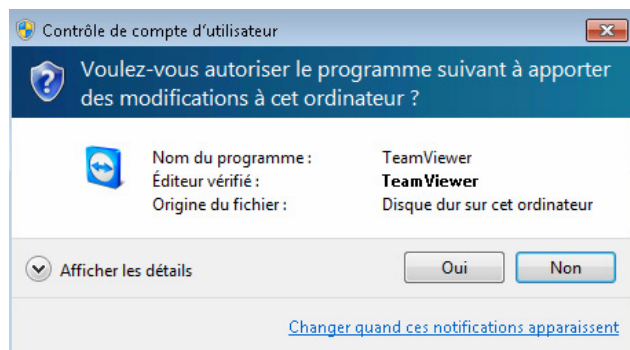 Contrôle de compte d'utilisateur
Voulez-vous autoriser le programme suivant à apporter
des modifications à cet ordinateur ?
Nom du programme : TeamViewer
Éditeur vérifié : TeamViewer
Origine du fichier : Disque dur sur cet ordinateur
Afficher les détails Oui Non
Changer quand ces notifications apparaissent